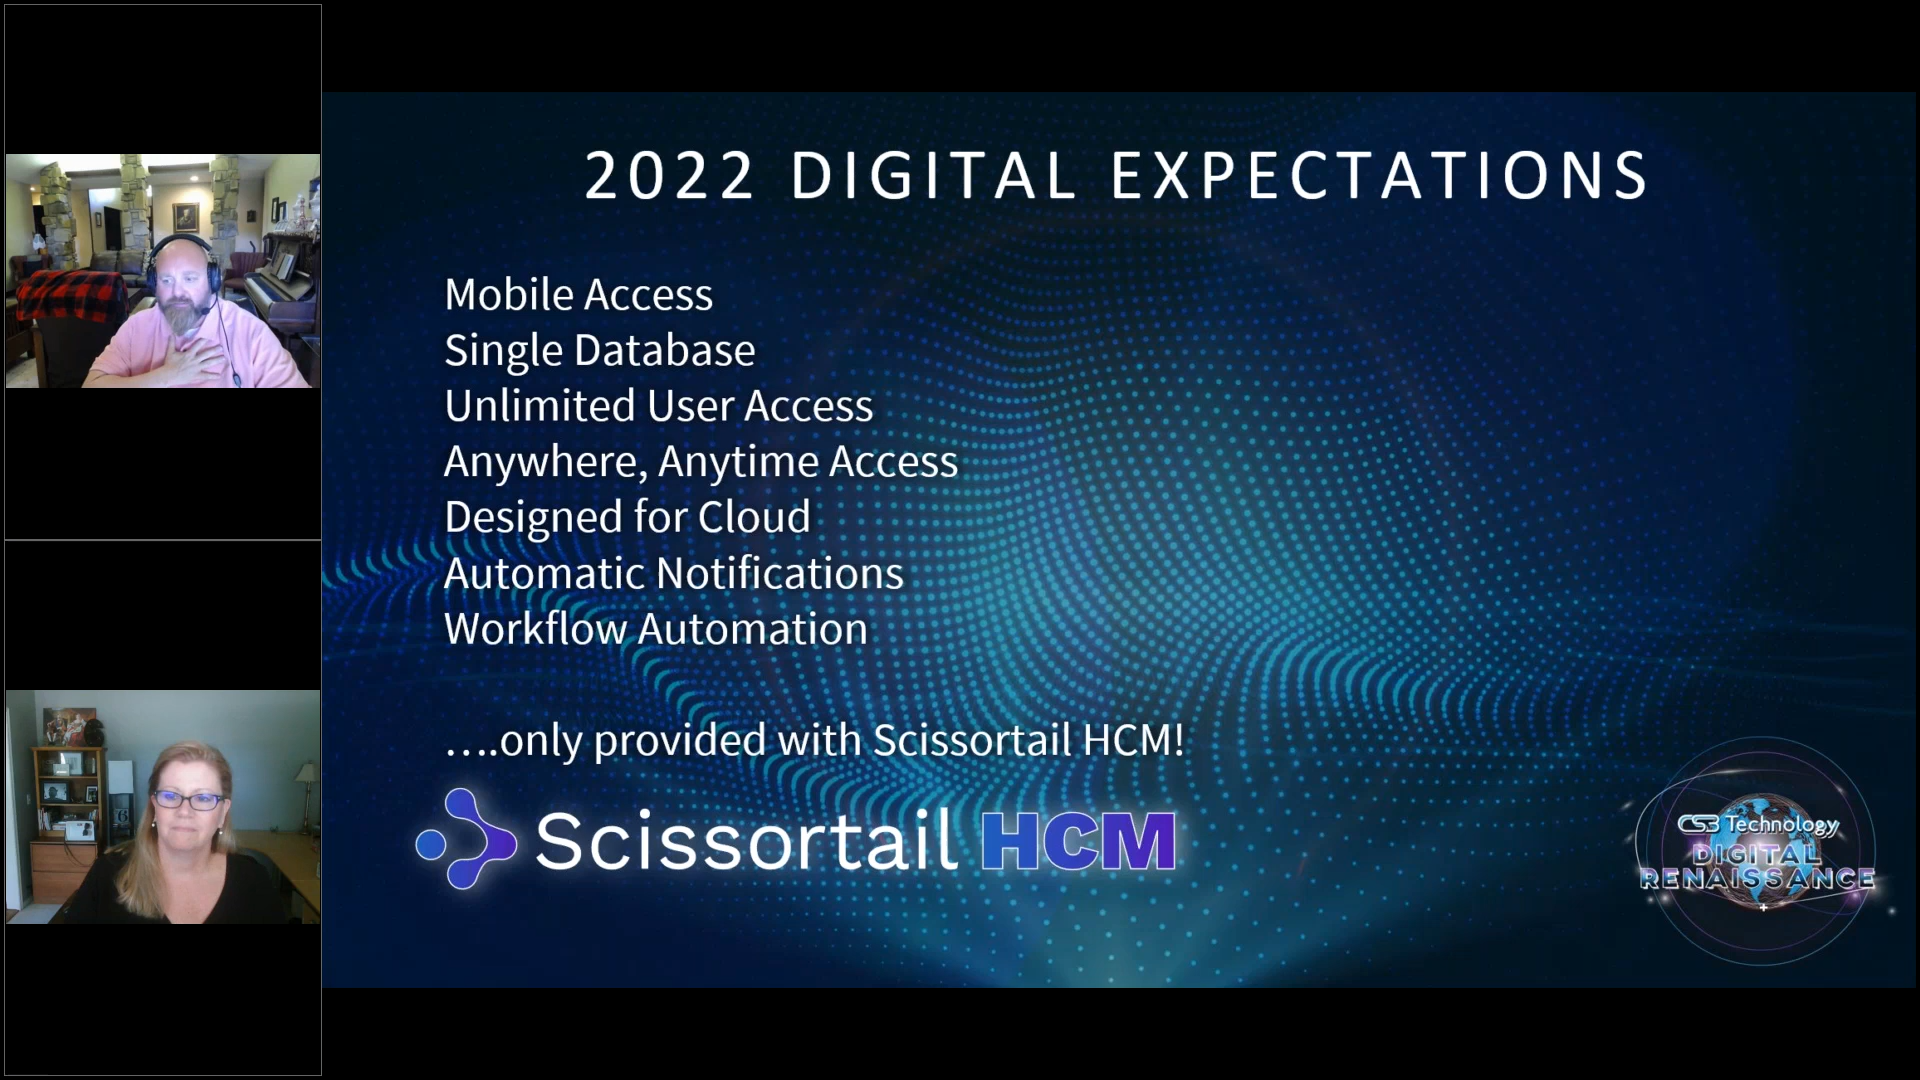 2022 DIGITAL EXPECTATIONS
Mobile Access
Single Database
Unlimited User Access
Anywhere, Anytime Access
Designed for Cloud
Automatic Notifications
Workflow Automation
....only provided with Scissortail HCM!
Scissortail HCM
CS3 Technology
DIGITAL
RENAISSANCE